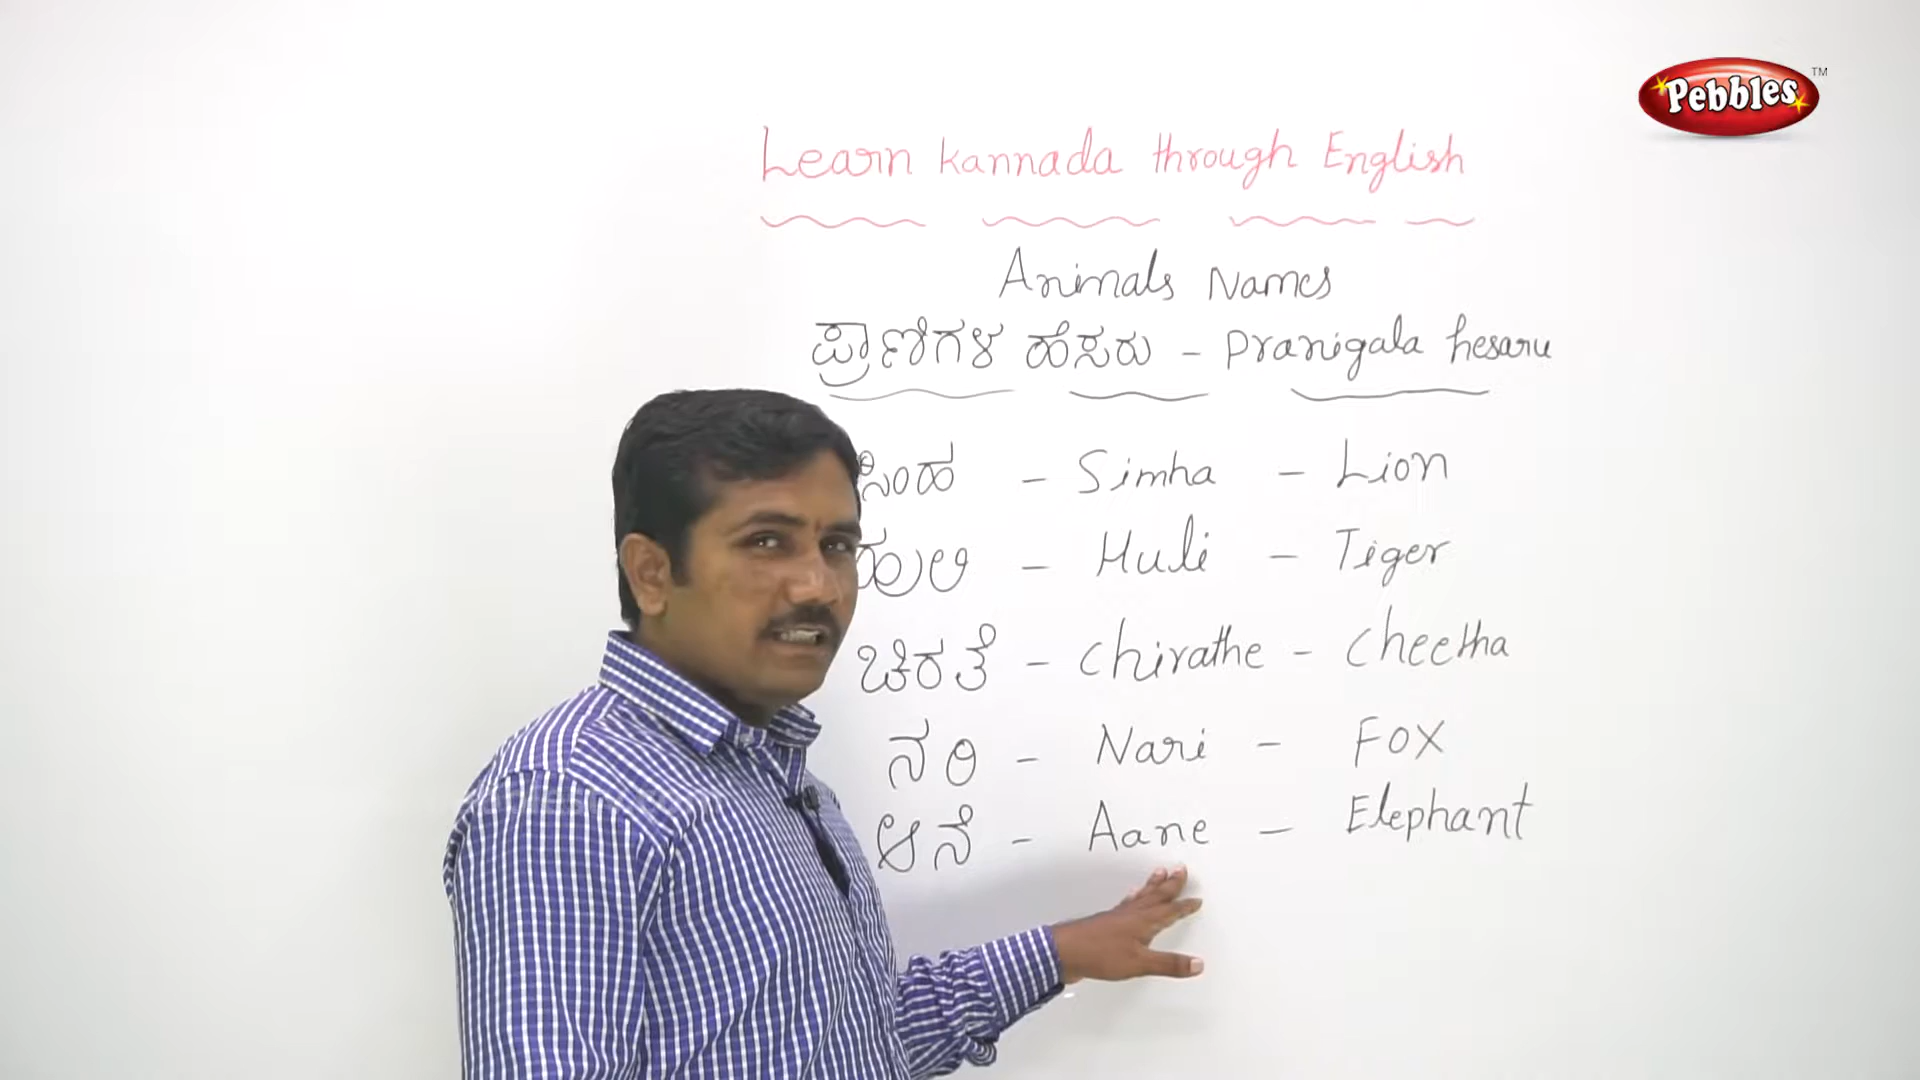 Pebbles TM
Learn kannada through English
Animals Names
ಪ್ರಾಣಿಗಳ ಹೆಸರು - Pranigala hesaru
ಸಿಂಹ - Simha - Lion
ಹುಲಿ - Huli - Tiger
ಚಿರತೆ - Chirathe - Cheetha
ನರಿ - Nari - Fox
ಆನೆ - Aane - Elephant